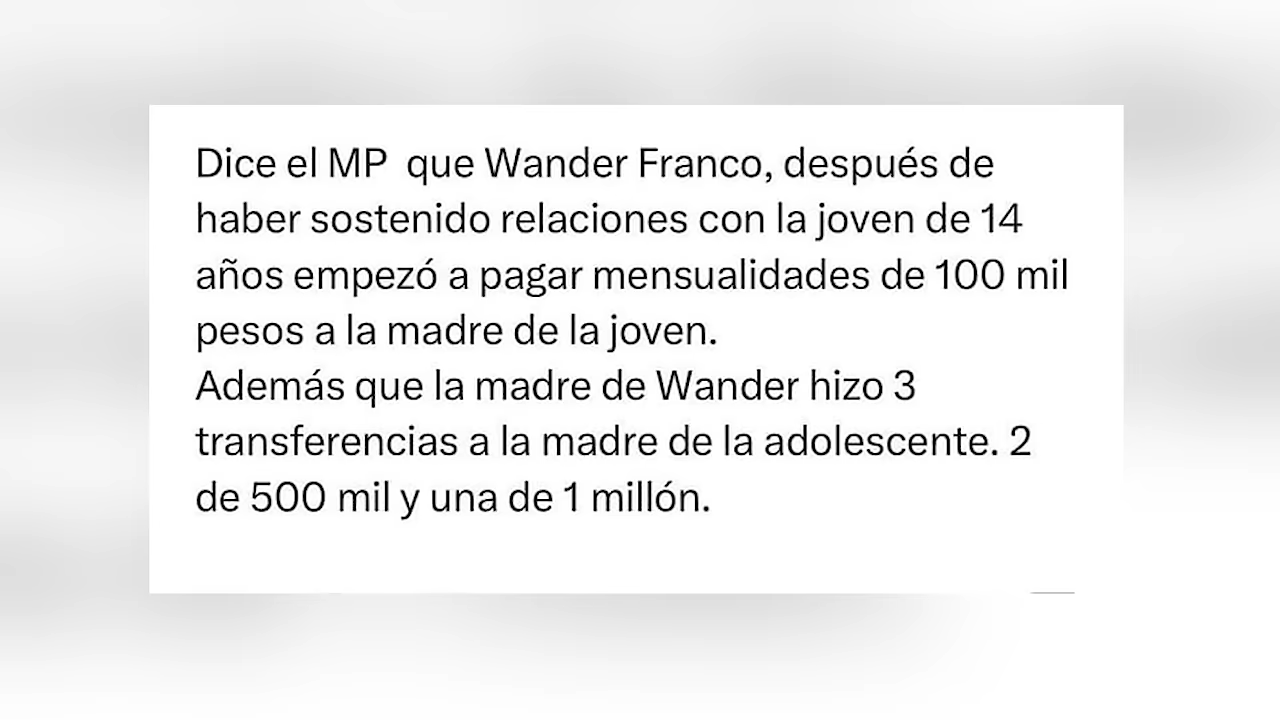 Dice el MP  que Wander Franco, después de
haber sostenido relaciones con la joven de 14
años empezó a pagar mensualidades de 100 mil
pesos a la madre de la joven.
Además que la madre de Wander hizo 3
transferencias a la madre de la adolescente. 2
de 500 mil y una de 1 millón.